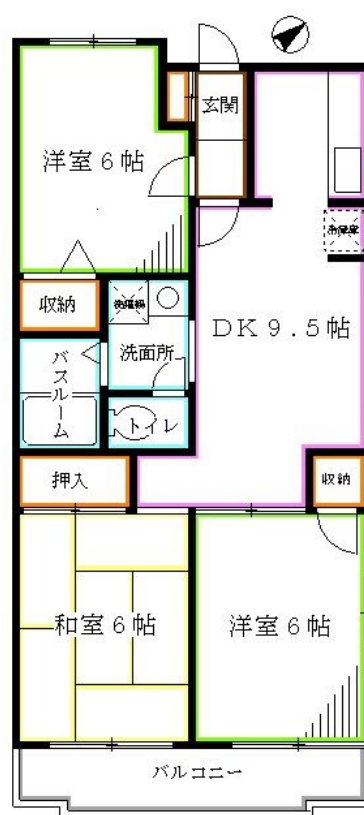 玄関
洋室６帖
冷蔵庫
収納
洗濯機
DK９.５帖
洗面所
バスルーム
トイレ
押入
収納
和室６帖
洋室６帖
バルコニー